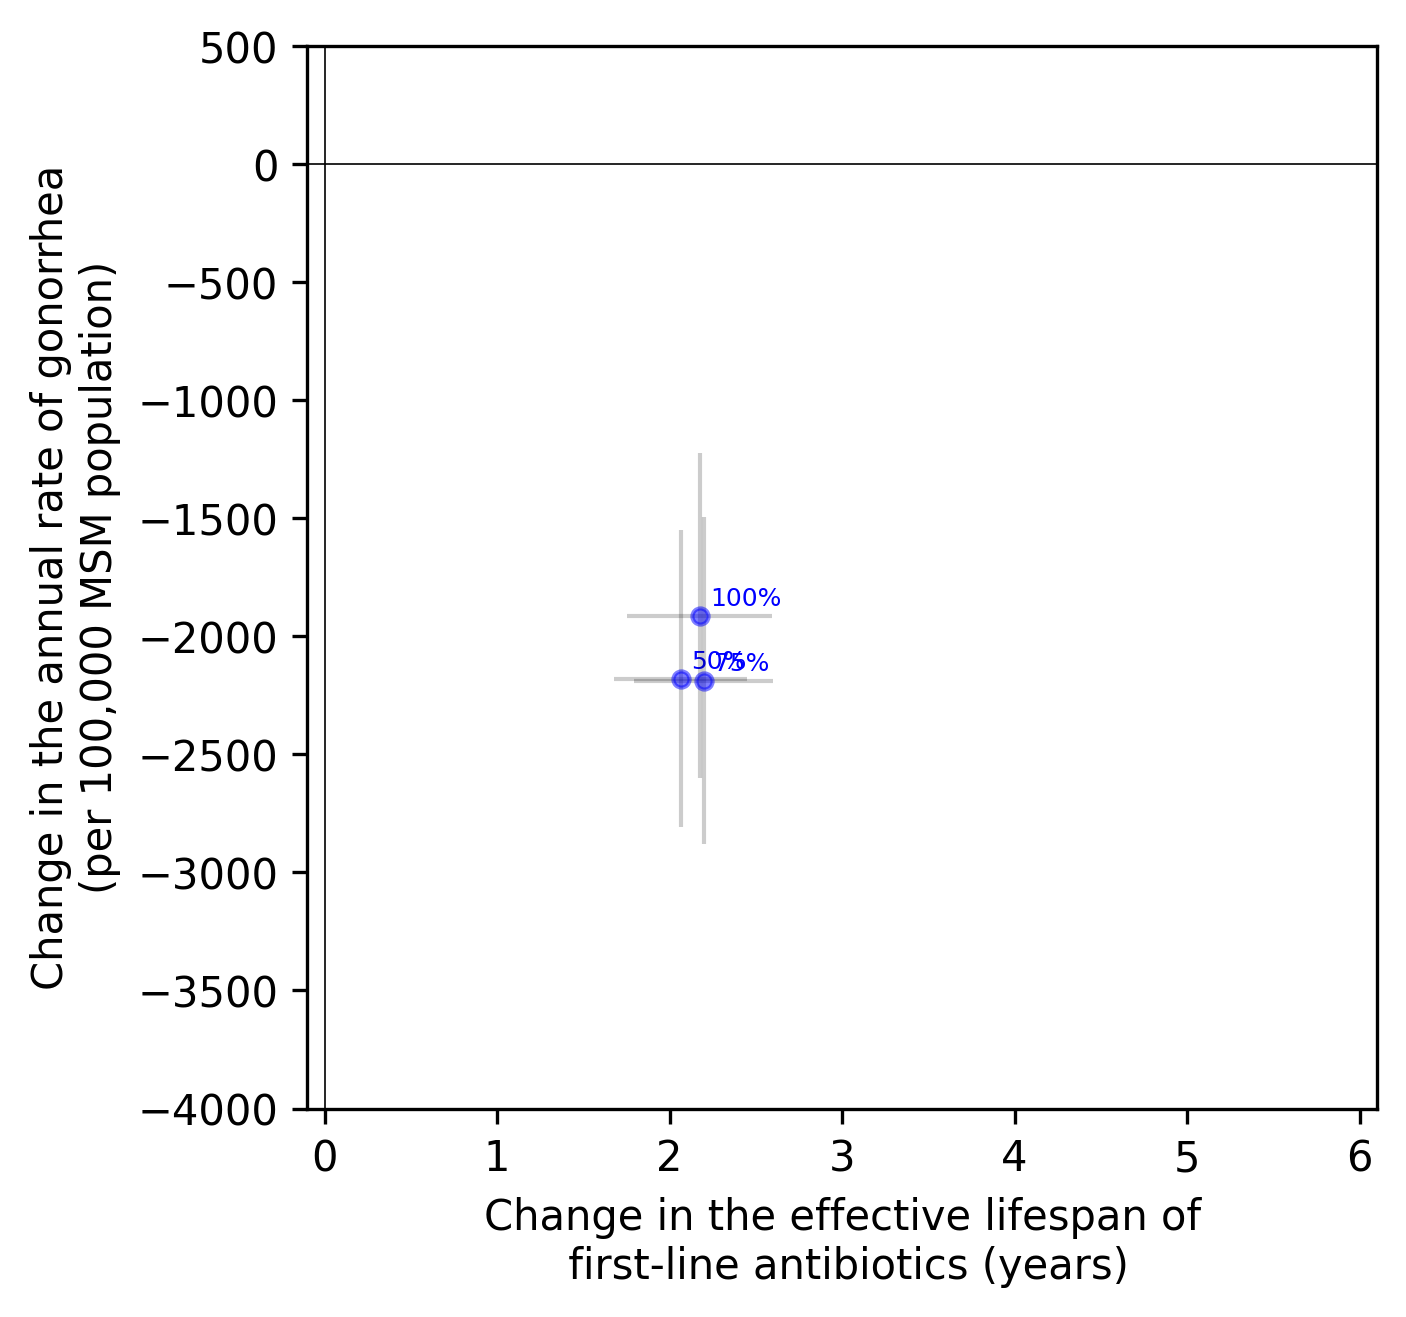 Change in the annual rate of gonorrhea
(per 100,000 MSM population)
500
0
−500
−1000
−1500
−2000
−2500
−3000
−3500
−4000
100%
50%
75%
0 1 2 3 4 5 6
Change in the effective lifespan of
first-line antibiotics (years)